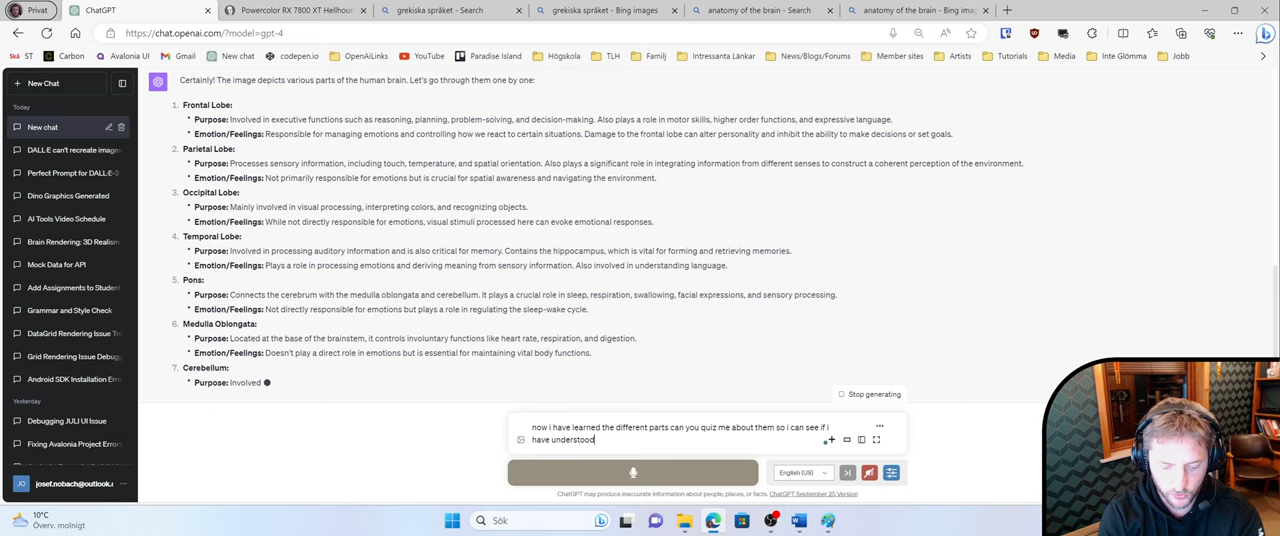 Privat
ChatGPT
Powercolor RX 7800 XT Hellhoun
grekiska språket - Search
grekiska språket - Bing images
anatomy of the brain - Search
anatomy of the brain - Bing ima
https://chat.openai.com/?model=gpt-4
ST
Carbon
Avalonia UI
Gmail
codepen.io
OpenAiLinks
YouTube
Paradise Island
Högskola
TLH
Familj
Intressanta Länkar
News/Blogs/Forums
Member sites
Artists
Tutorials
Media
Inte Glömma
Jobb
New Chat
Today
New chat
DALL-E can't recreate images
Perfect Prompt for DALL-E-3
Dino Graphics Generated
AI Tools Video Schedule
Brain Rendering: 3D Realism
Mock Data for API
Add Assignments to Student
Grammar and Style Check
DataGrid Rendering Issue Tro
Grid Rendering Issue Debugg
Android SDK Installation Erro
Yesterday
Debugging JULI UI Issue
Fixing Avalonia Project Errors
JO josef.nobach@outlook.c
Certainly! The image depicts various parts of the human brain. Let's go through them one by one:
1. Frontal Lobe:
• Purpose: Involved in executive functions such as reasoning, planning, problem-solving, and decision-making. Also plays a role in motor skills, higher order functions, and expressive language.
• Emotion/Feelings: Responsible for managing emotions and controlling how we react to certain situations. Damage to the frontal lobe can alter personality and inhibit the ability to make decisions or set goals.
2. Parietal Lobe:
• Purpose: Processes sensory information, including touch, temperature, and spatial orientation. Also plays a significant role in integrating information from different senses to construct a coherent perception of the environment.
• Emotion/Feelings: Not primarily responsible for emotions but is crucial for spatial awareness and navigating the environment.
3. Occipital Lobe:
• Purpose: Mainly involved in visual processing, interpreting colors, and recognizing objects.
• Emotion/Feelings: While not directly responsible for emotions, visual stimuli processed here can evoke emotional responses.
4. Temporal Lobe:
• Purpose: Involved in processing auditory information and is also critical for memory. Contains the hippocampus, which is vital for forming and retrieving memories.
• Emotion/Feelings: Plays a role in processing emotions and deriving meaning from sensory information. Also involved in understanding language.
5. Pons:
• Purpose: Connects the cerebrum with the medulla oblongata and cerebellum. It plays a crucial role in sleep, respiration, swallowing, facial expressions, and sensory processing.
• Emotion/Feelings: Not directly responsible for emotions but plays a role in regulating the sleep-wake cycle.
6. Medulla Oblongata:
• Purpose: Located at the base of the brainstem, it controls involuntary functions like heart rate, respiration, and digestion.
• Emotion/Feelings: Doesn't play a direct role in emotions but is essential for maintaining vital body functions.
7. Cerebellum:
• Purpose: Involved
Stop generating
now i have learned the different parts can you quiz me about them so i can see if i
have understood
English (US)
ChatGPT may produce inaccurate information about people, places, or facts. ChatGPT September 25 Version
10°C
Överv. molnigt
Sök